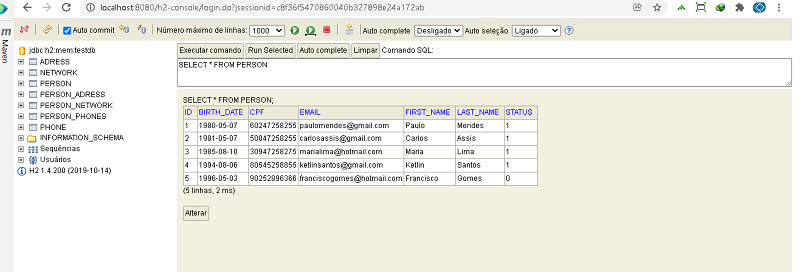 localhost:8080/h2-console/login.do?jsessionid=c8f36f5470860040b327898e24a172ab
Maven
Auto commit Número máximo de linhas: 1000 Auto complete Desligado Auto seleção Ligado
jdbc:h2:mem:testdb
ADRESS
NETWORK
PERSON
PERSON_ADRESS
PERSON_NETWORK
PERSON_PHONES
PHONE
INFORMATION_SCHEMA
Sequências
Usuários
H2 1.4.200 (2019-10-14)
Executar comando Run Selected Auto complete Limpar Comando SQL:
SELECT * FROM PERSON
SELECT * FROM PERSON;
ID BIRTH_DATE CPF EMAIL FIRST_NAME LAST_NAME STATUS
1 1980-05-07 60247258255 paulomendes@gmail.com Paulo Mendes 1
2 1981-05-07 50847258255 carlosassis@gmail.com Carlos Assis 1
3 1985-08-10 30947258275 marialima@hotmail.com Maria Lima 1
4 1994-08-06 80545258855 ketlinsantos@gmail.com Ketlin Santos 1
5 1996-05-03 90252896366 franciscogomes@hotmail.com Francisco Gomes 0
(5 linhas, 2 ms)
Alterar